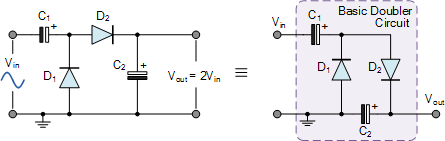 C1
+
D2
Vin
D1
C2
+
Vout = 2Vin
≡
Basic Doubler
Circuit
Vin
C1
+
D1
D2
+
C2
Vout